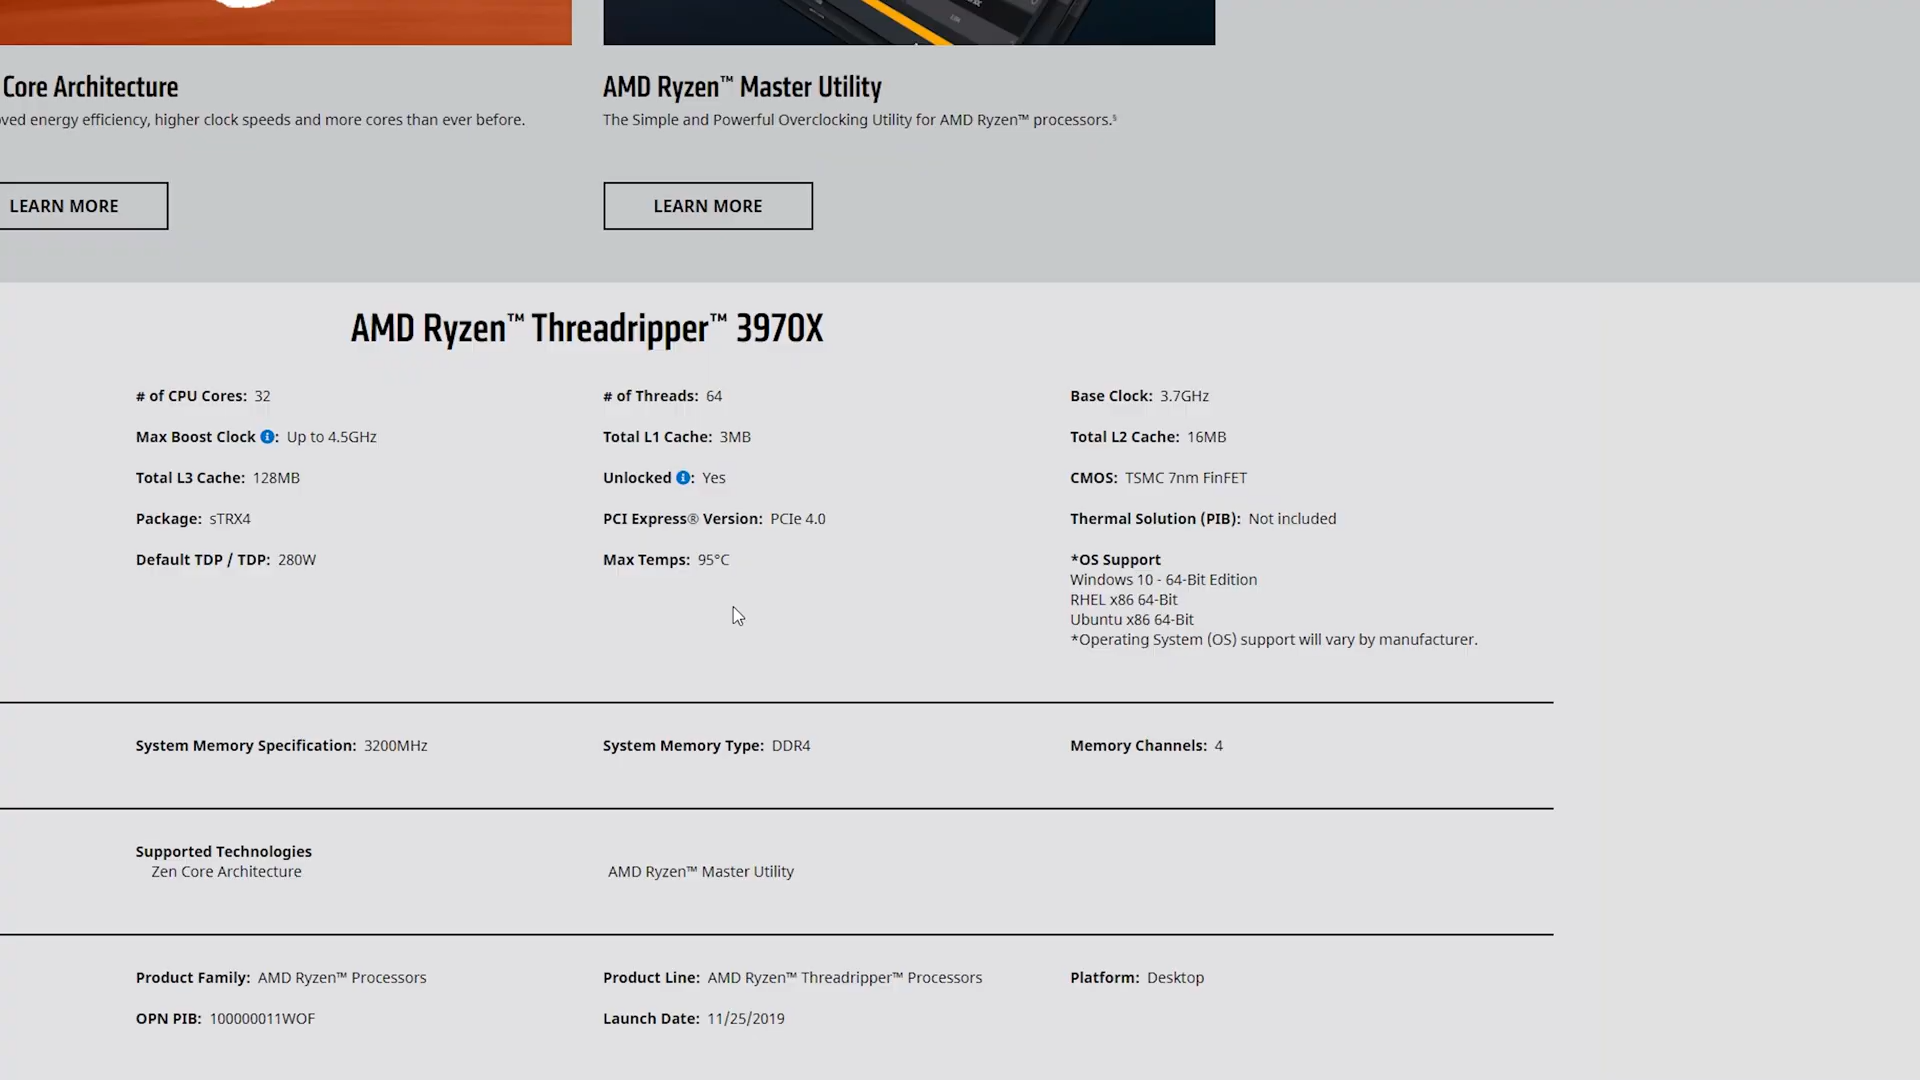 Core Architecture
AMD Ryzen™ Master Utility
ved energy efficiency, higher clock speeds and more cores than ever before.
The Simple and Powerful Overclocking Utility for AMD Ryzen™ processors.§
LEARN MORE
LEARN MORE
AMD Ryzen™ Threadripper™ 3970X
# of CPU Cores: 32
# of Threads: 64
Base Clock: 3.7GHz
Max Boost Clock i: Up to 4.5GHz
Total L1 Cache: 3MB
Total L2 Cache: 16MB
Total L3 Cache: 128MB
Unlocked i: Yes
CMOS: TSMC 7nm FinFET
Package: sTRX4
PCI Express® Version: PCIe 4.0
Thermal Solution (PIB): Not included
Default TDP / TDP: 280W
Max Temps: 95°C
*OS Support
Windows 10 - 64-Bit Edition
RHEL x86 64-Bit
Ubuntu x86 64-Bit
*Operating System (OS) support will vary by manufacturer.
System Memory Specification: 3200MHz
System Memory Type: DDR4
Memory Channels: 4
Supported Technologies
Zen Core Architecture
AMD Ryzen™ Master Utility
Product Family: AMD Ryzen™ Processors
Product Line: AMD Ryzen™ Threadripper™ Processors
Platform: Desktop
OPN PIB: 100000011WOF
Launch Date: 11/25/2019